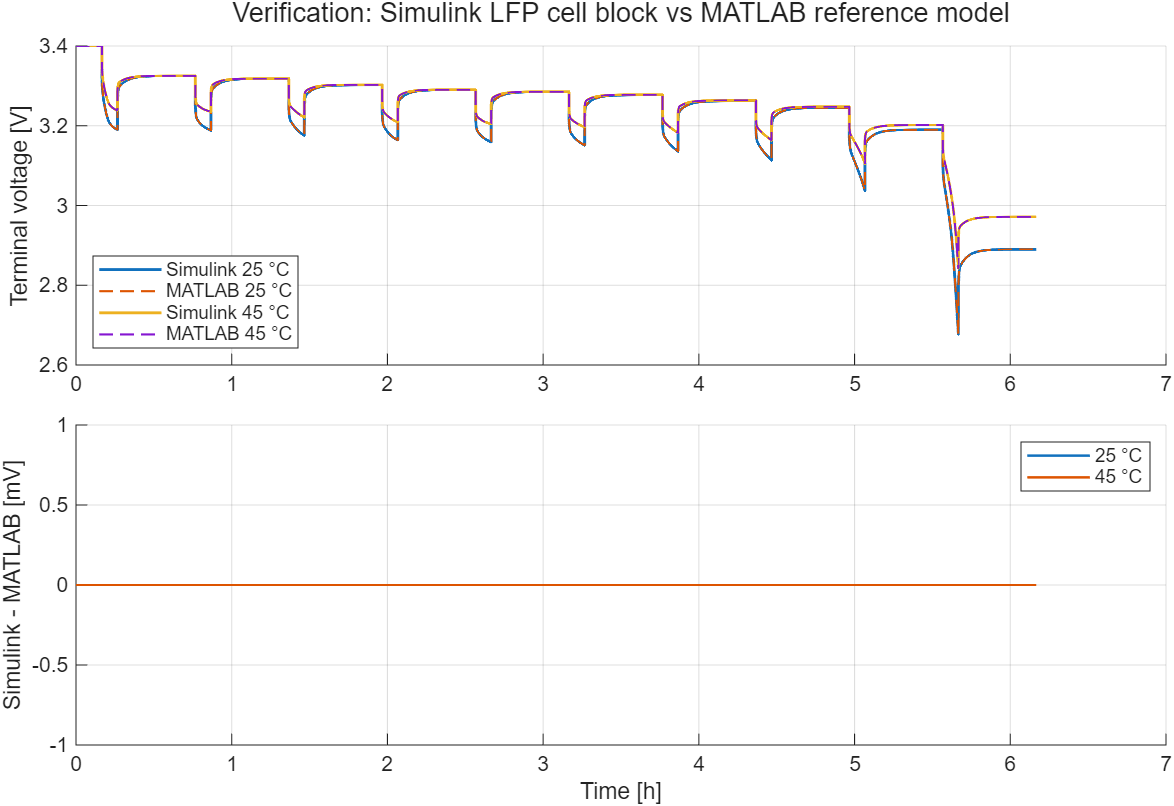 Verification: Simulink LFP cell block vs MATLAB reference model
Terminal voltage [V]
3.4
3.2
3
2.8
2.6
Simulink 25 °C
MATLAB 25 °C
Simulink 45 °C
MATLAB 45 °C
0 1 2 3 4 5 6 7
Simulink - MATLAB [mV]
1
0.5
0
-0.5
-1
25 °C
45 °C
0 1 2 3 4 5 6 7
Time [h]